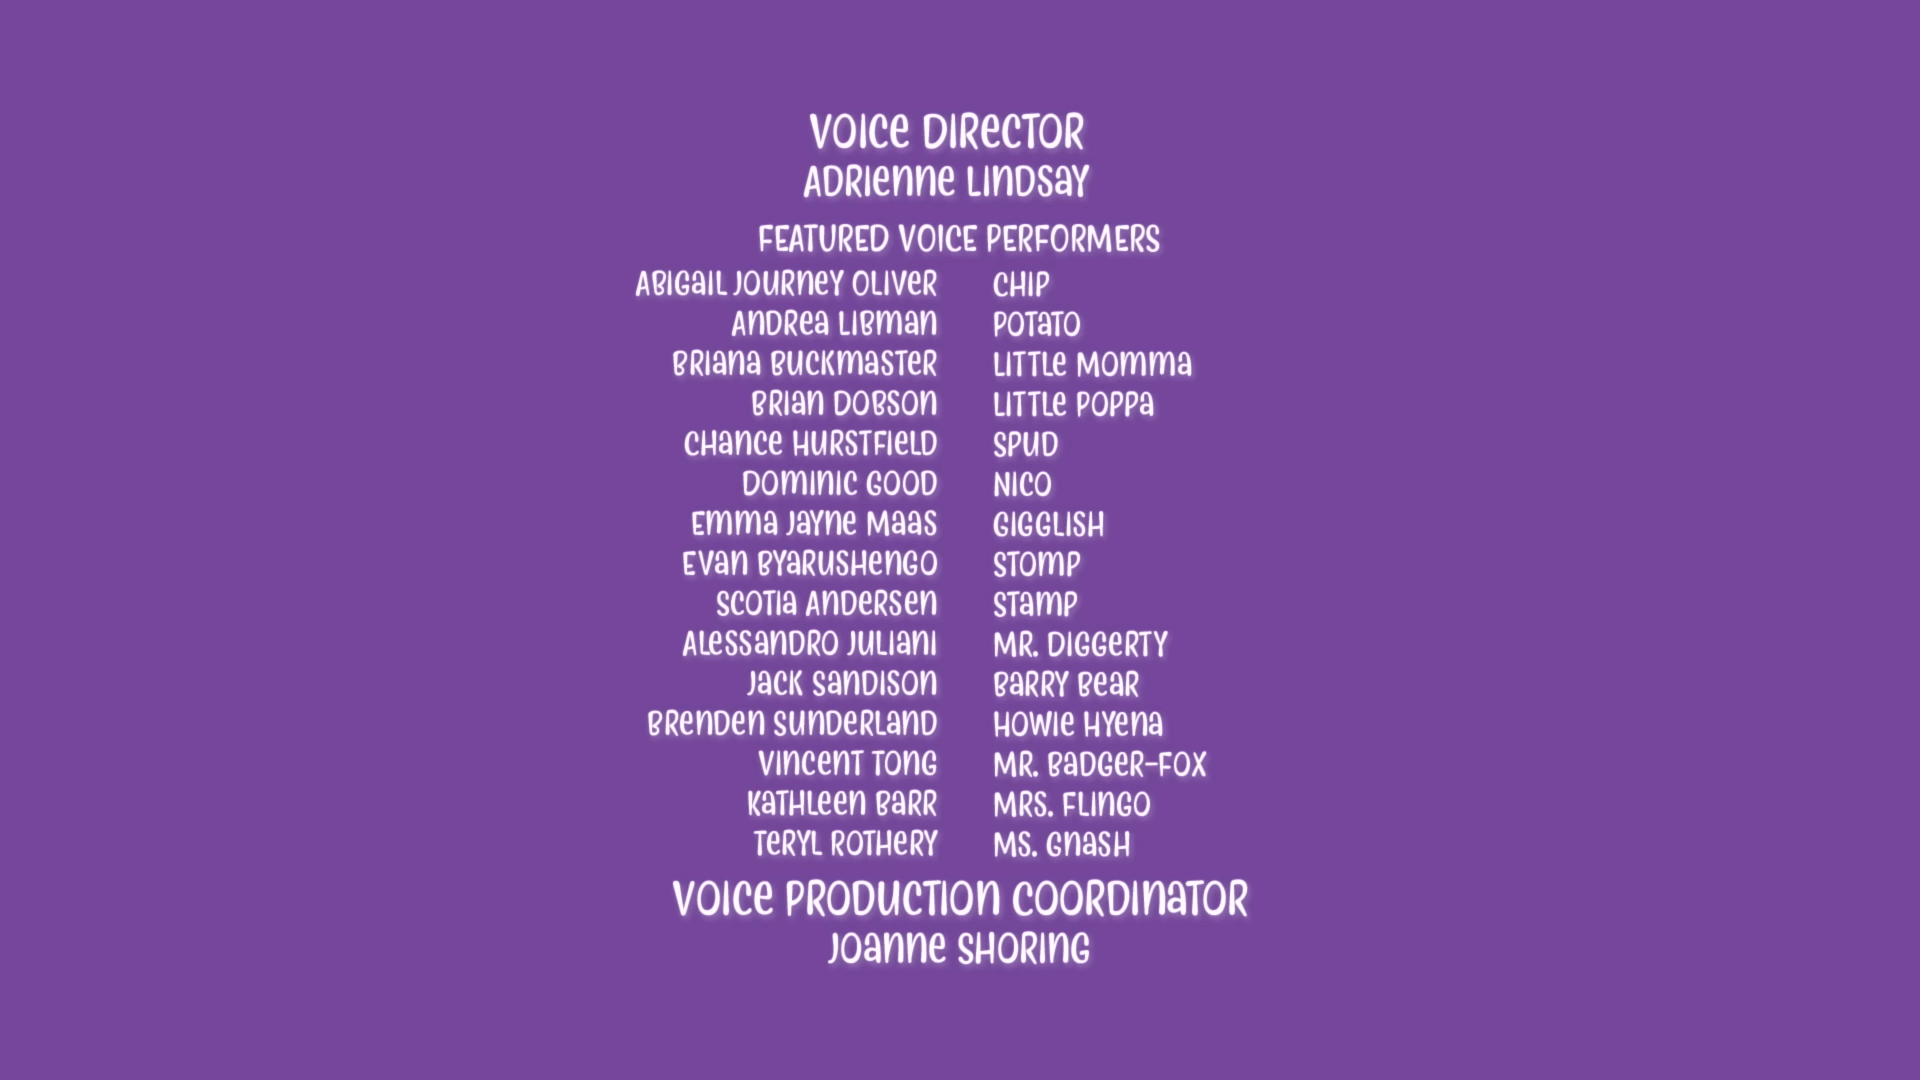 VOICE DIRECTOR
ADRIENNE LINDSAY
FEATURED VOICE PERFORMERS
ABIGAIL JOURNEY OLIVER CHIP
ANDREA LIBMAN POTATO
BRIANA BUCKMASTER LITTLE MOMMA
BRIAN DOBSON LITTLE POPPA
CHANCE HURSTFIELD SPUD
DOMINIC GOOD NICO
EMMA JAYNE MAAS GIGGLISH
EVAN BYARUSHENGO STOMP
SCOTIA ANDERSEN STAMP
ALESSANDRO JULIANI MR. DIGGERTY
JACK SANDISON BARRY BEAR
BRENDEN SUNDERLAND HOWIE HYENA
VINCENT TONG MR. BADGER-FOX
KATHLEEN BARR MRS. FLINGO
TERYL ROTHERY MS. GNASH
VOICE PRODUCTION COORDINATOR
JOANNE SHORING